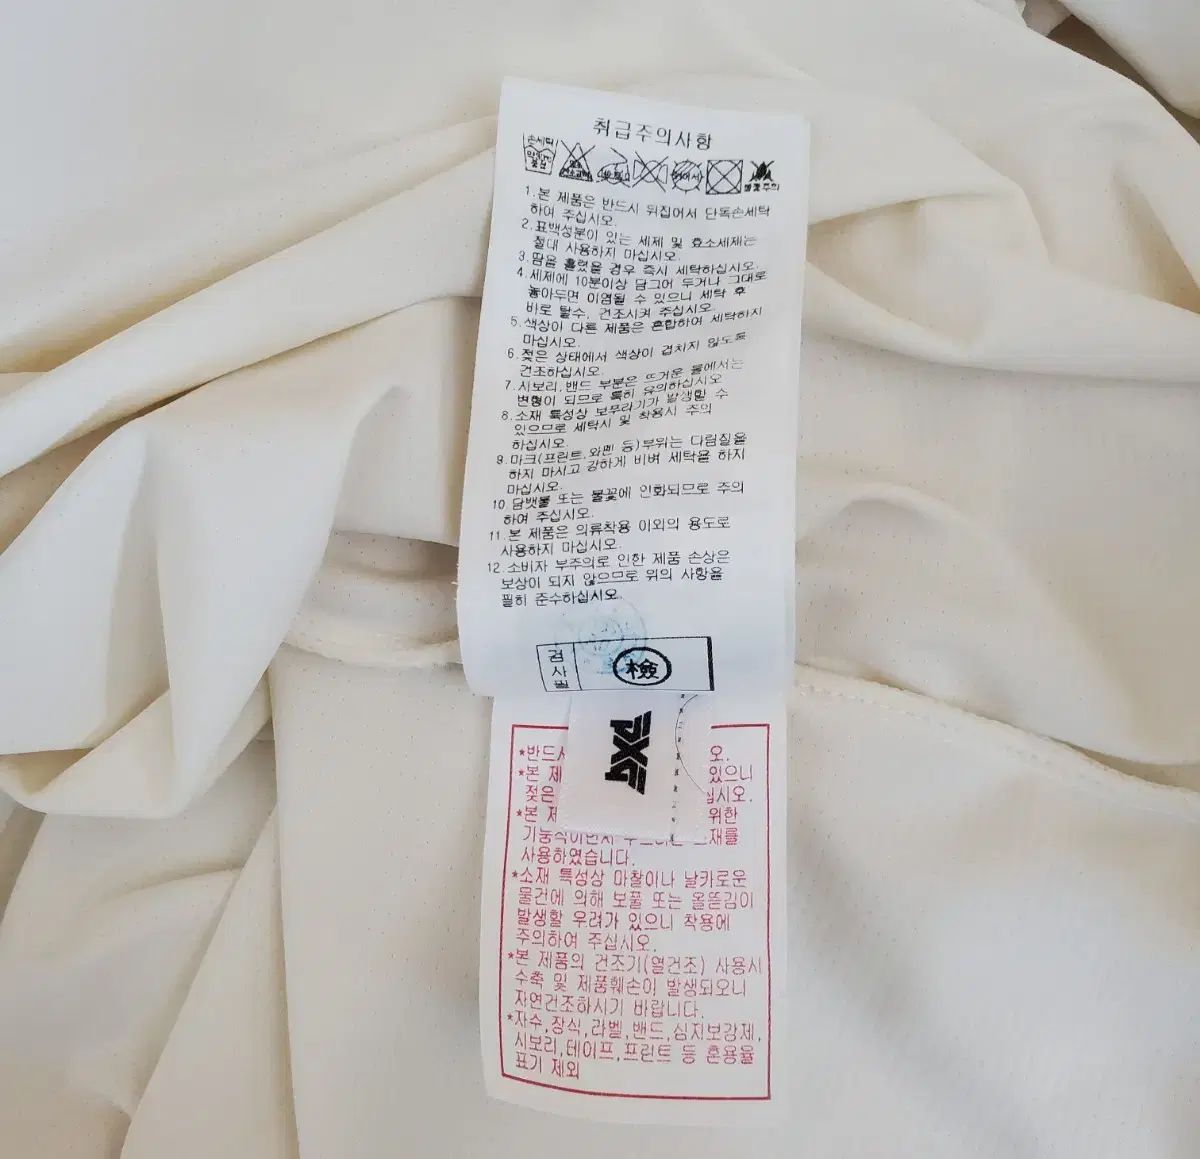 취급주의사항
손세탁
1.본 제품은 반드시 뒤집어서 단독손세탁
하여 주십시오.
2.표백성분이 있는 세제 및 효소세제는
절대 사용하지 마십시오.
3.땀을 흘렸을 경우 즉시 세탁하십시오.
4.세제에 10분이상 담그어 두거나 그대로
놓아두면 이염될 수 있으니 세탁 후
바로 탈수, 건조시켜 주십시오.
5.색상이 다른 제품은 혼합하여 세탁하지
마십시오.
6.젖은 상태에서 색상이 겹치지 않도록
건조하십시오.
7.시보리,밴드 부분은 뜨거운 물에서는
변형이 되므로 특히 유의하십시오
8.소재 특성상 보무라기가 발생할 수
있으므로 세탁시 및 착용시 주의
하십시오.
9.마크(프린트,와펜 등)부위는 다림질을
하지 마시고 강하게 비벼 세탁을 하지
마십시오.
10 담뱃불 또는 불꽃에 인화되므로 주의
하여 주십시오.
11.본 제품은 의류착용 이외의 용도로
사용하지 마십시오.
12.소비자 부주의로 인한 제품 손상은
보상이 되지 않으므로 위의 사항을
필히 준수하십시오.
검사필
檢
PXG
*반드시 오.
*본 제 있으니
젖은 십시오.
*본 제 위한
사용하였습니다.
*소재 특성상 마찰이나 날카로운
물건에 의해 보풀 또는 올뜯김이
발생할 우려가 있으니 착용에
주의하여 주십시오.
*본 제품의 건조기(열건조) 사용시
수축 및 제품훼손이 발생되오니
자연건조하시기 바랍니다.
*자수,장식,라벨,밴드,심지보강제,
시보리,테이프,프린트 등 혼용율
표기 제외